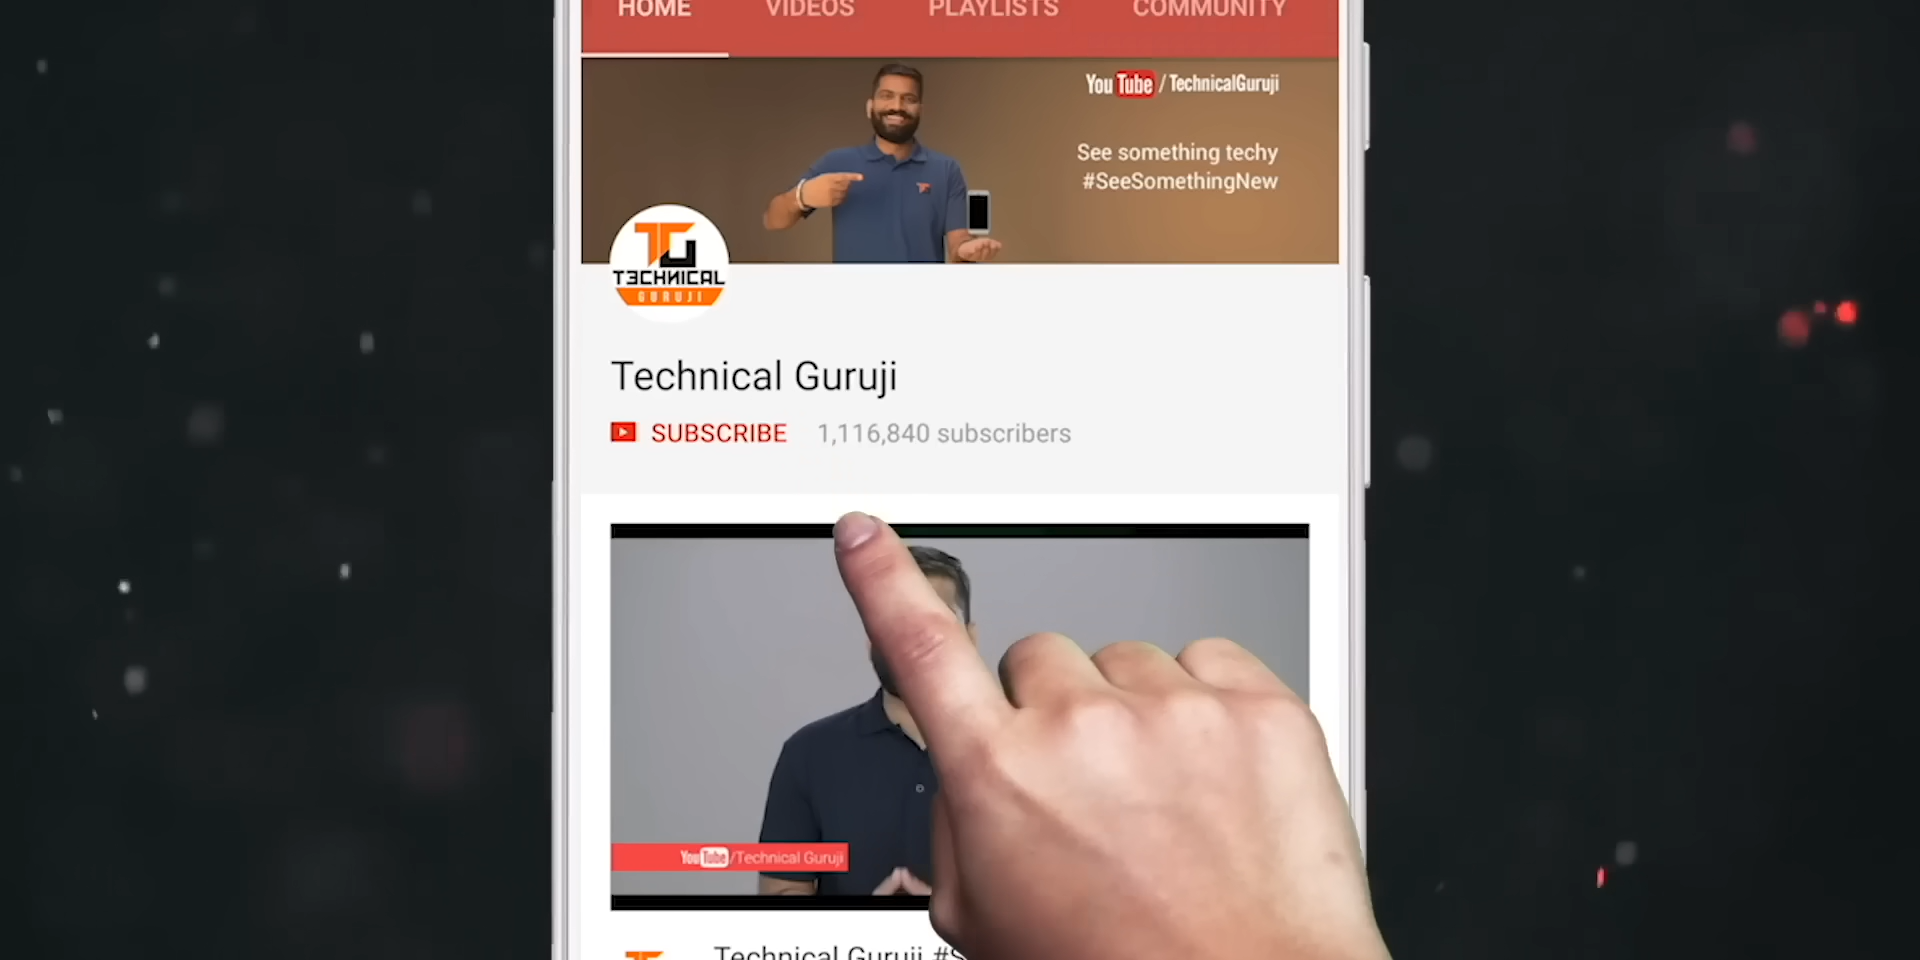 HOME VIDEOS PLAYLISTS COMMUNITY
YouTube / TechnicalGuruji
See something techy
#SeeSomethingNew
TG
TECHNICAL
GURUJI
Technical Guruji
SUBSCRIBE 1,116,840 subscribers
YouTube/Technical Guruji
Technical Guruji